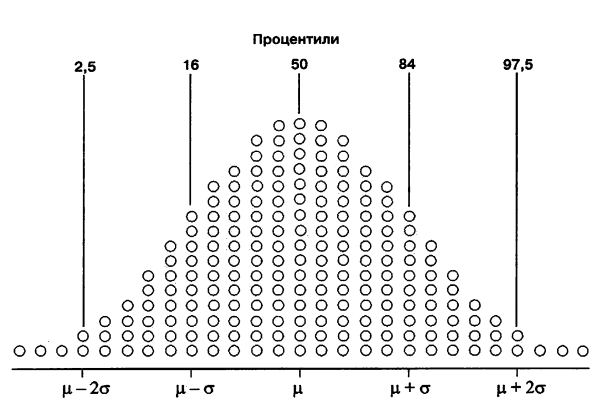 Процентили
2,5 16 50 84 97,5
μ – 2σ μ – σ μ μ + σ μ + 2σ